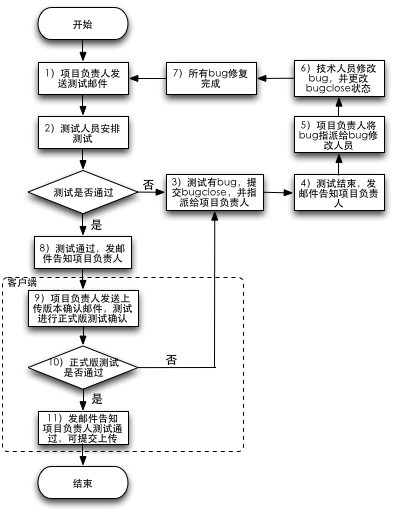 开始
1）项目负责人发
送测试邮件
7）所有bug修复
完成
6）技术人员修改
bug，并更改
bugclose状态
2）测试人员安排
测试
5）项目负责人将
bug指派给bug修
改人员
测试是否通过
否
3）测试有bug，提
交bugclose，并指
派给项目负责人
4）测试结束，发
邮件告知项目负责
人
是
8）测试通过，发邮
件告知项目负责人
客户端
9）项目负责人发送上
传版本确认邮件，测试
进行正式版测试确认
10）正式版测试
是否通过
否
是
11）发邮件告知
项目负责人测试通
过，可提交上传
结束